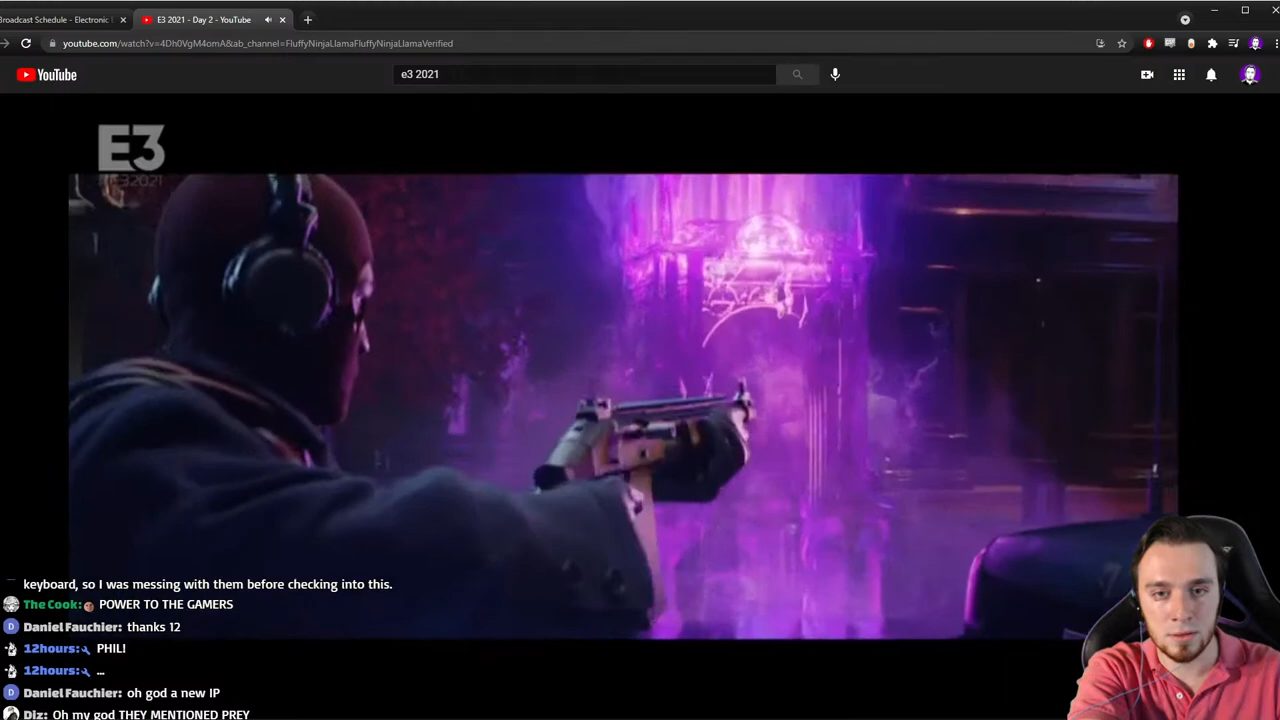 Broadcast Schedule - Electronic E
E3 2021 - Day 2 - YouTube
youtube.com/watch?v=4Dh0VgM4omA&ab_channel=FluffyNinjaLlamaFluffyNinjaLlamaVerified
YouTube
e3 2021
E3
keyboard, so I was messing with them before checking into this.
The Cook: POWER TO THE GAMERS
D Daniel Fauchier: thanks 12
12hours: PHIL!
12hours: ...
D Daniel Fauchier: oh god a new IP
Diz: Oh my god THEY MENTIONED PREY